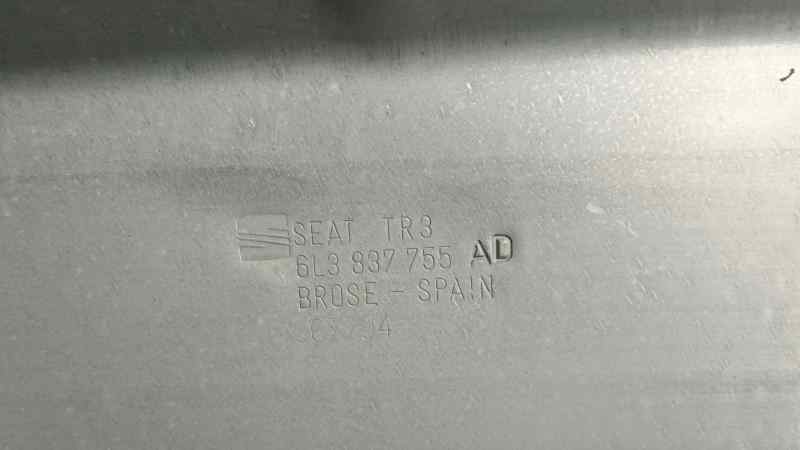 SEAT TR3
6L3 837 755 AD
BROSE - SPAIN